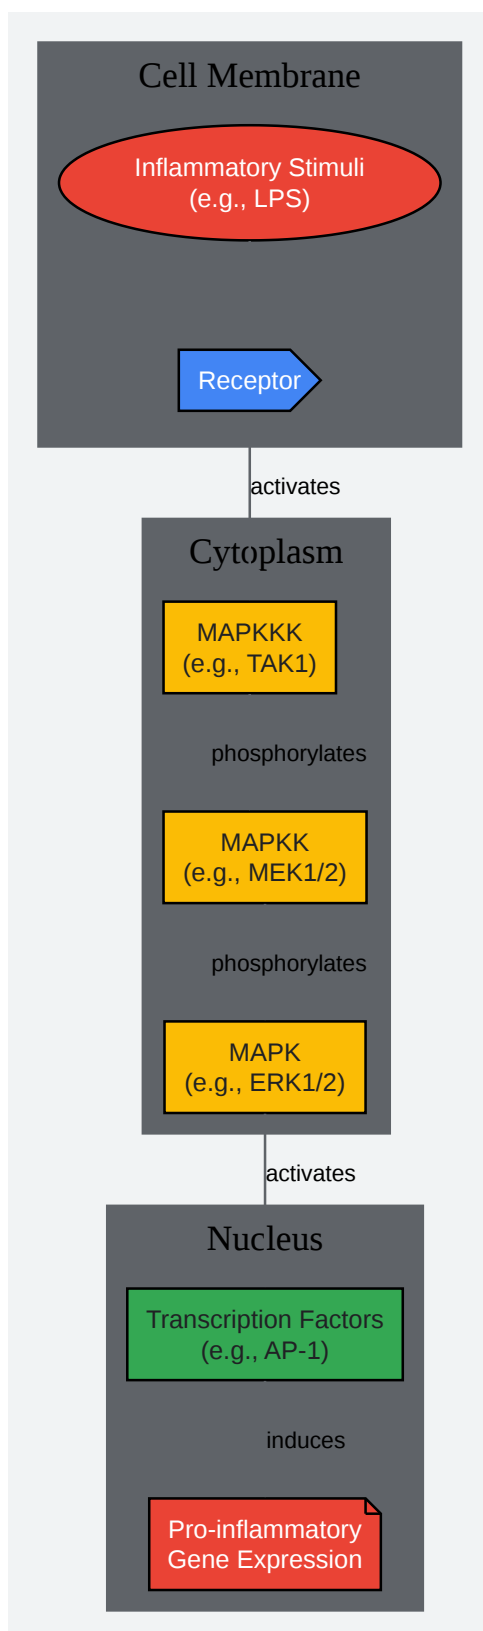 Cell Membrane
Inflammatory Stimuli
(e.g., LPS)
Receptor
activates
Cytoplasm
MAPKKK
(e.g., TAK1)
phosphorylates
MAPKK
(e.g., MEK1/2)
phosphorylates
MAPK
(e.g., ERK1/2)
activates
Nucleus
Transcription Factors
(e.g., AP-1)
induces
Pro-inflammatory
Gene Expression